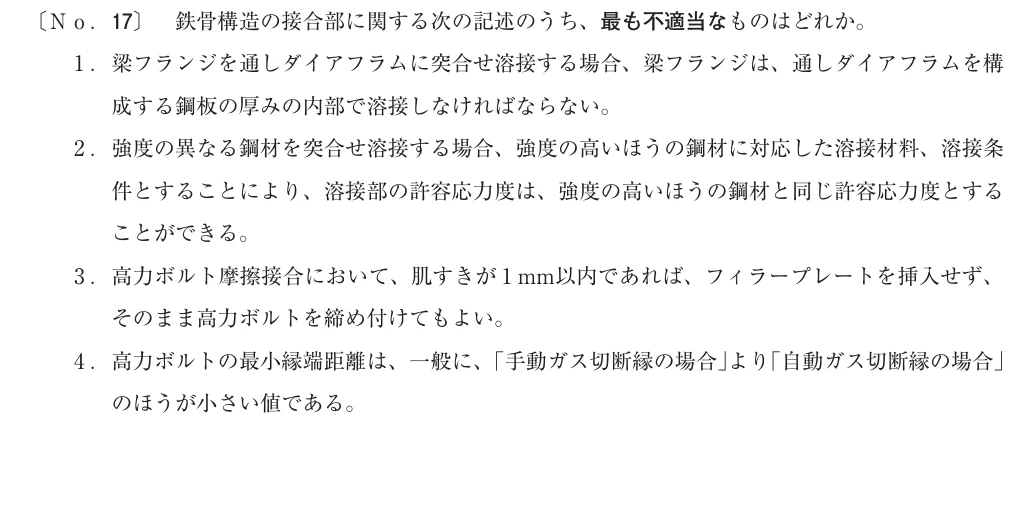 〔Ｎｏ．17〕　鉄骨構造の接合部に関する次の記述のうち、最も不適当なものはどれか。
１．梁フランジを通しダイアフラムに突合せ溶接する場合、梁フランジは、通しダイアフラムを構
成する鋼板の厚みの内部で溶接しなければならない。
２．強度の異なる鋼材を突合せ溶接する場合、強度の高いほうの鋼材に対応した溶接材料、溶接条
件とすることにより、溶接部の許容応力度は、強度の高いほうの鋼材と同じ許容応力度とする
ことができる。
３．高力ボルト摩擦接合において、肌すきが１mm以内であれば、フィラープレートを挿入せず、
そのまま高力ボルトを締め付けてもよい。
４．高力ボルトの最小縁端距離は、一般に、「手動ガス切断縁の場合」より「自動ガス切断縁の場合」
のほうが小さい値である。